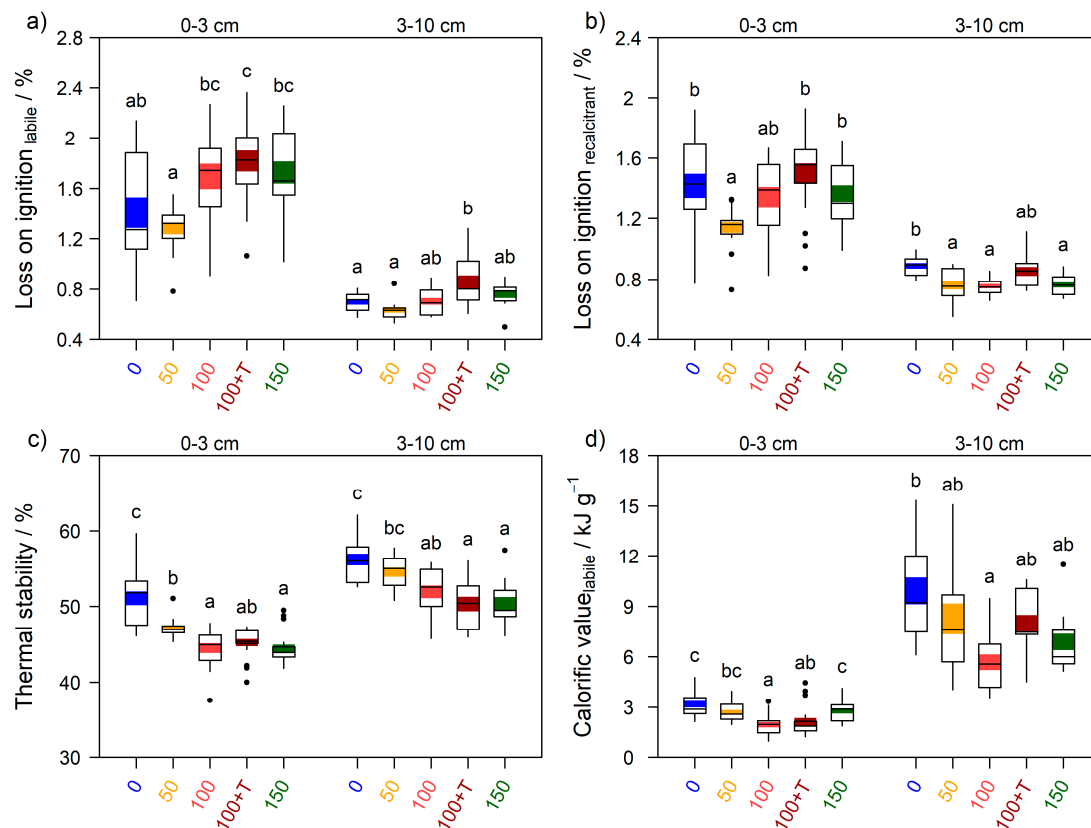 a)
0-3 cm
3-10 cm
Loss on ignition labile / %
2.8
2.4
2
1.6
1.2
0.8
0.4
ab
a
bc
c
bc
a
a
ab
b
ab
0
50
100
100+T
150
0
50
100
100+T
150
b)
0-3 cm
3-10 cm
Loss on ignition recalcitrant / %
2.4
2.0
1.6
1.2
0.8
0.4
b
a
ab
b
b
b
a
a
ab
a
0
50
100
100+T
150
0
50
100
100+T
150
c)
0-3 cm
3-10 cm
Thermal stability / %
70
60
50
40
30
c
b
a
ab
a
c
bc
ab
a
a
0
50
100
100+T
150
0
50
100
100+T
150
d)
0-3 cm
3-10 cm
Calorific value labile / kJ g⁻¹
18
15
12
9
6
3
0
c
bc
a
ab
c
b
ab
a
ab
ab
0
50
100
100+T
150
0
50
100
100+T
150